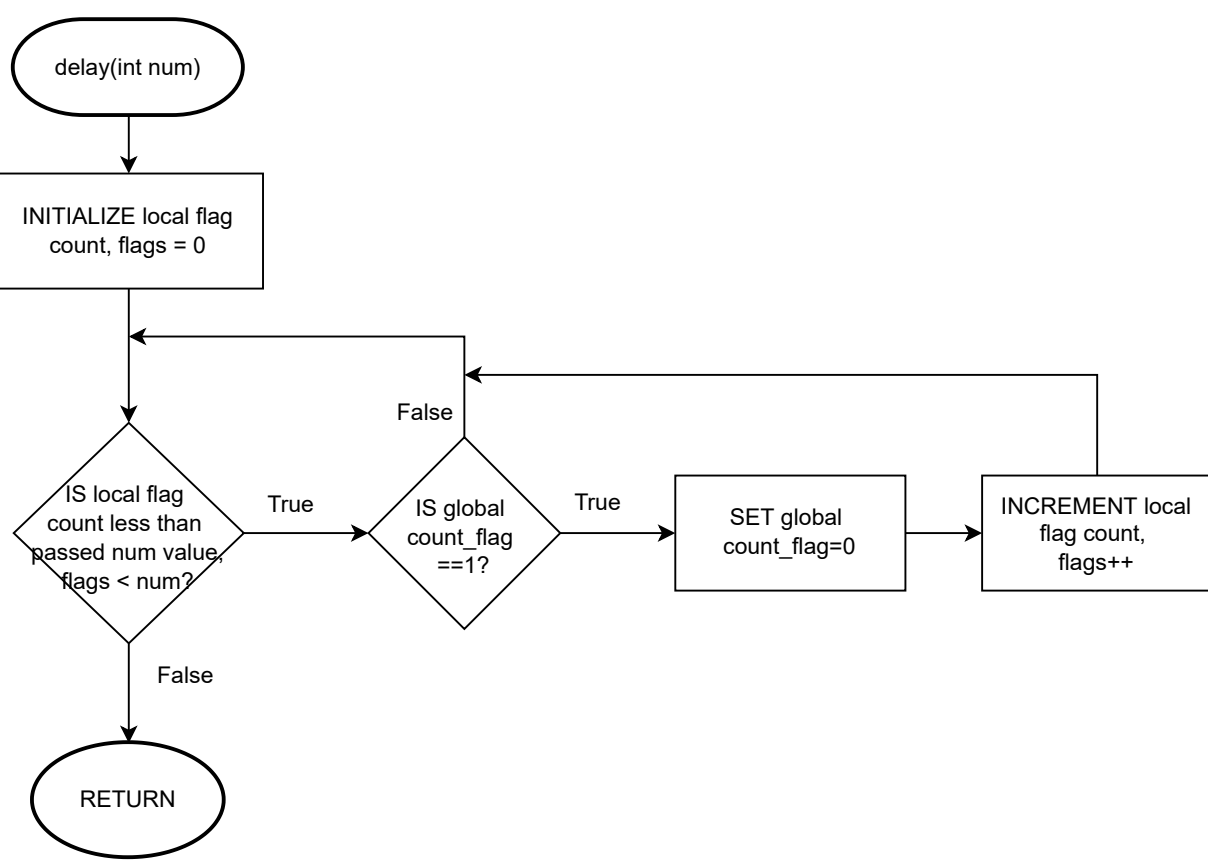 delay(int num)
INITIALIZE local flag
count, flags = 0
False
IS local flag
count less than
passed num value,
flags < num?
True
IS global
count_flag
==1?
True
SET global
count_flag=0
INCREMENT local
flag count,
flags++
False
RETURN